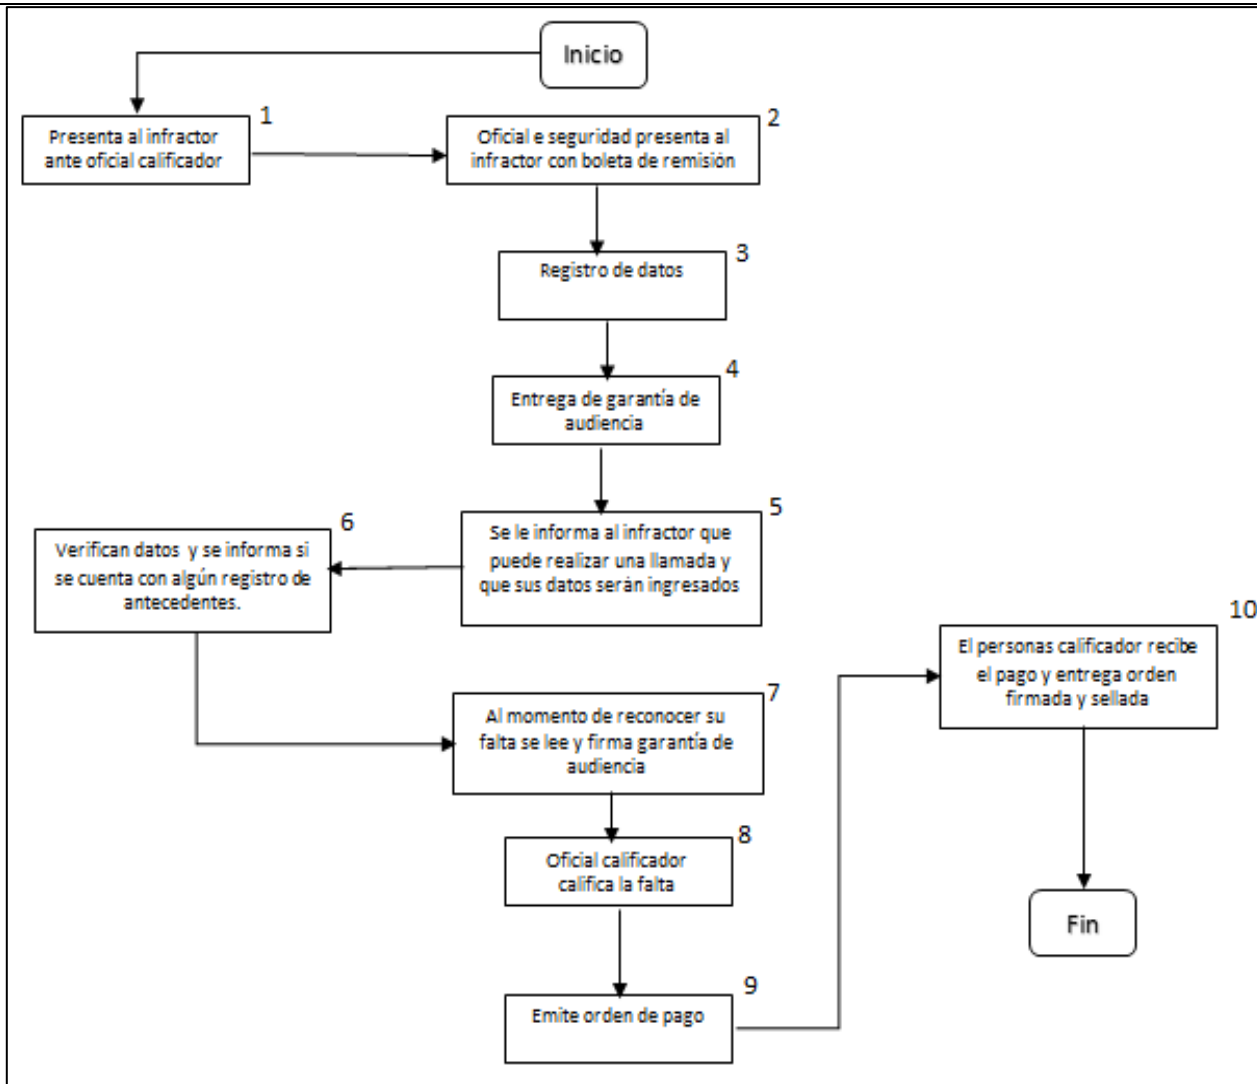 Inicio
1
Presenta al infractor
ante oficial calificador
2
Oficial e seguridad presenta al
infractor con boleta de remisión
3
Registro de datos
4
Entrega de garantía de
audiencia
5
Se le informa al infractor que
puede realizar una llamada y
que sus datos serán ingresados
6
Verifican datos y se informa si
se cuenta con algún registro de
antecedentes.
7
Al momento de reconocer su
falta se lee y firma garantía de
audiencia
8
Oficial calificador
califica la falta
9
Emite orden de pago
10
El personas calificador recibe
el pago y entrega orden
firmada y sellada
Fin